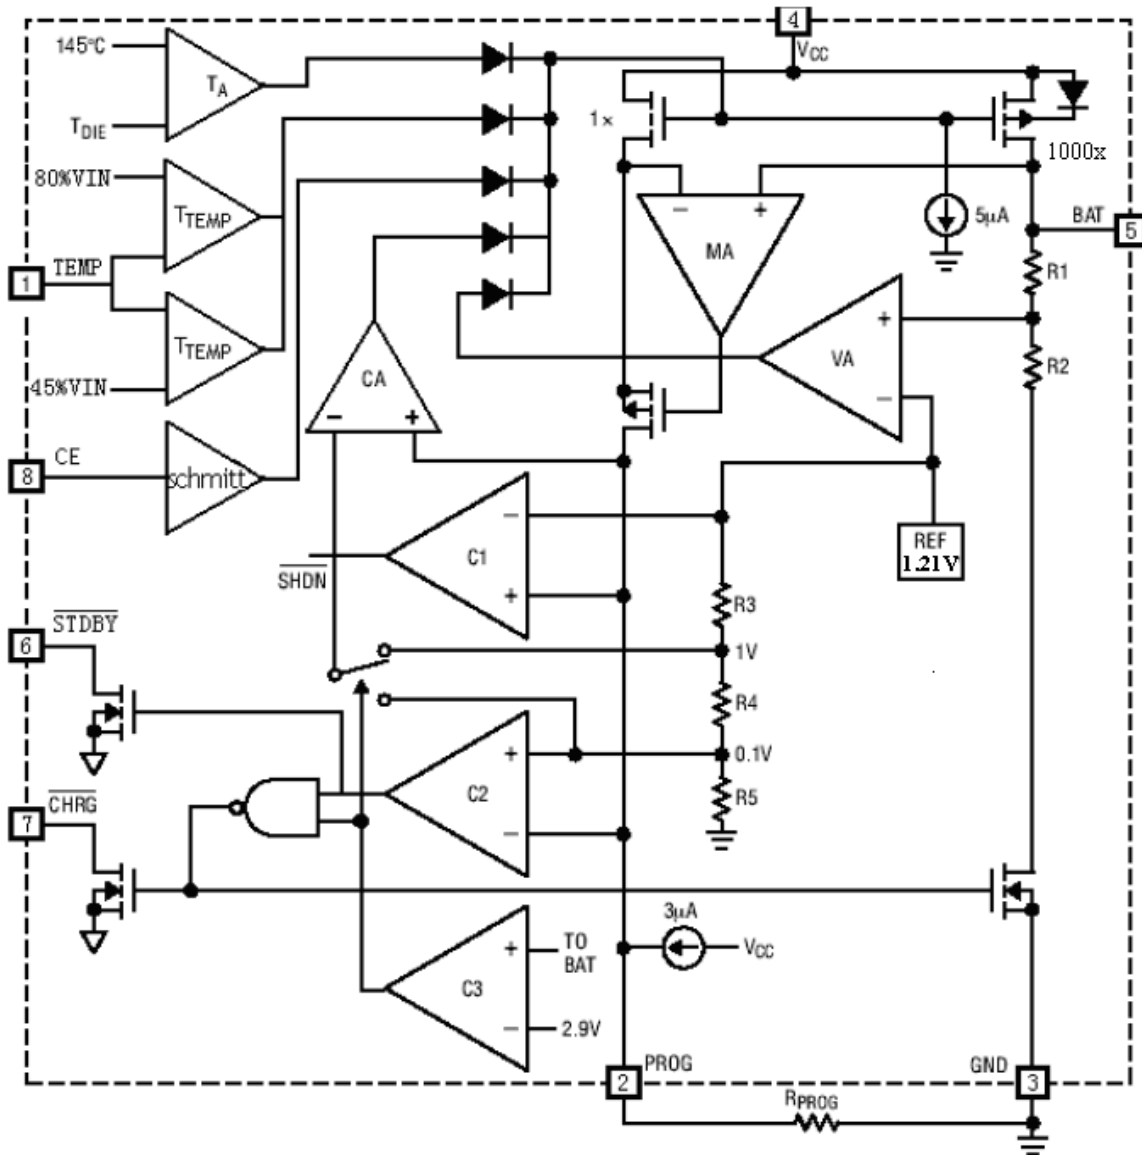 4
VCC
145°C
TA
TDIE
1×
1000x
80%VIN
TTEMP
5μA
BAT
5
− +
MA
1
TEMP
R1
TTEMP
+
VA
R2
45%VIN
CA
−
− +
8
CE
schmitt
−
REF
1.21V
C1
SHDN
+
R3
6
STDBY
1V
R4
+
0.1V
C2
R5
7
CHRG
−
3μA
VCC
+
TO
BAT
C3
−
2.9V
2
PROG
GND
3
RPROG